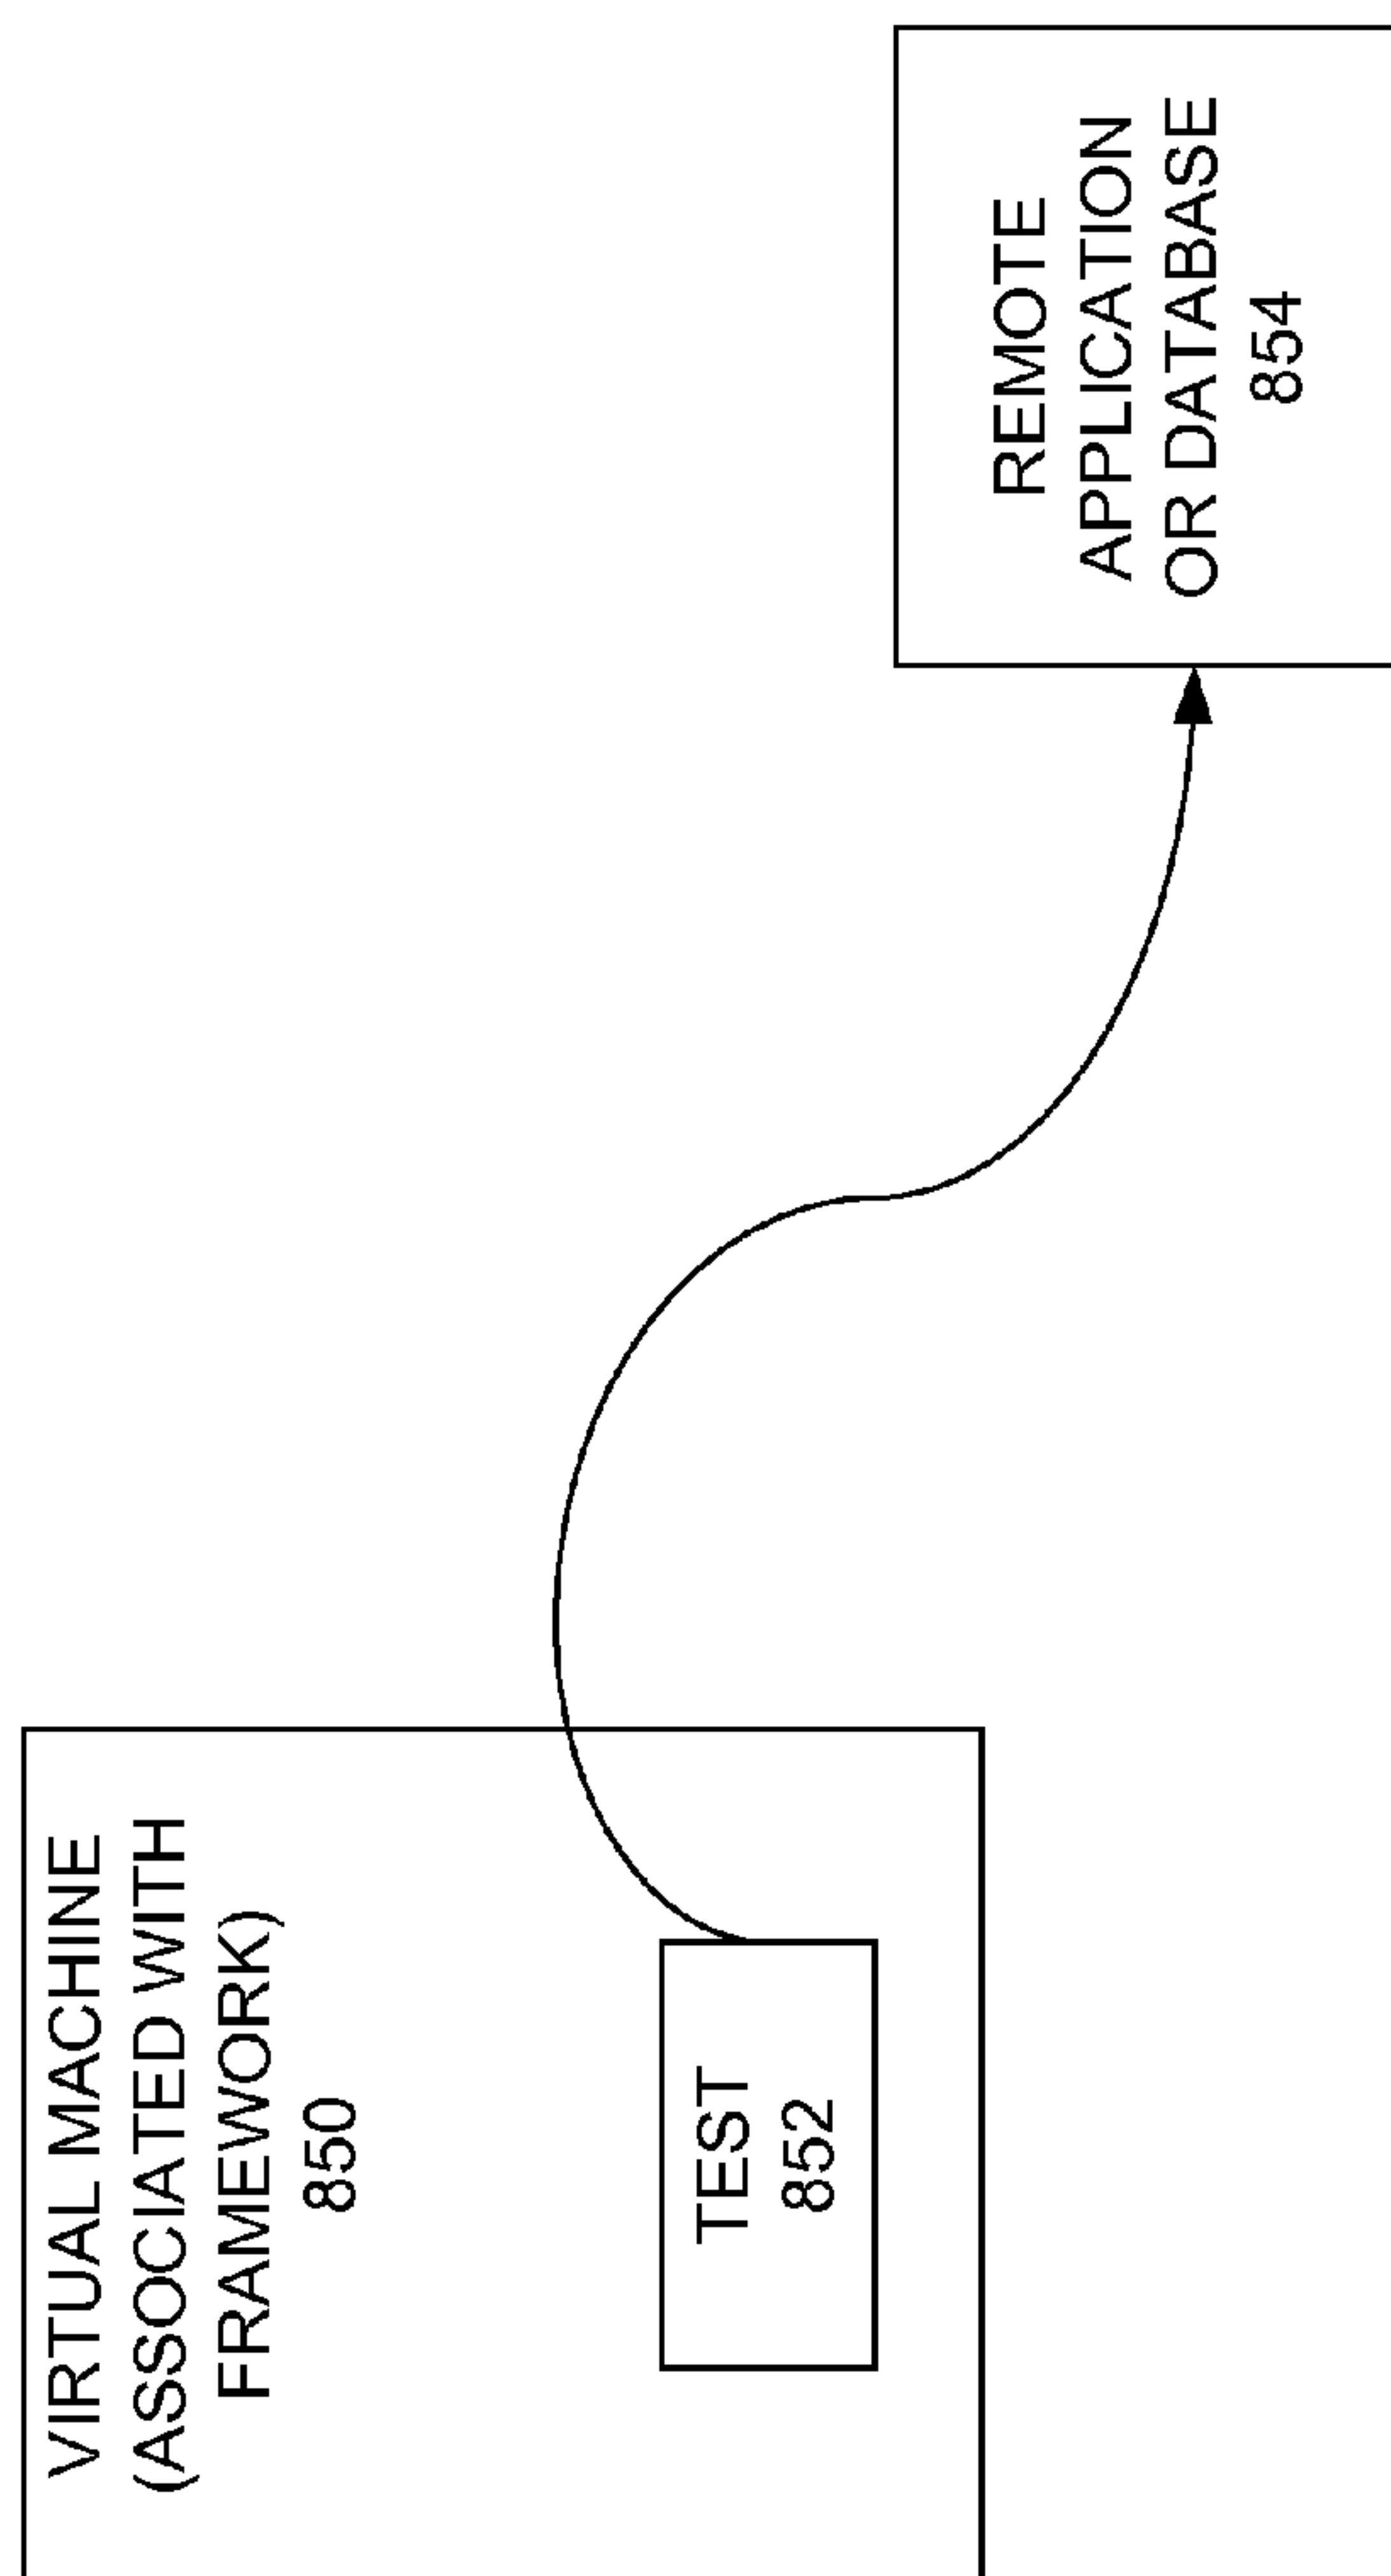 VIRTUAL MACHINE
(ASSOCIATED WITH
FRAMEWORK)
850
TEST
852
REMOTE
APPLICATION
OR DATABASE
854